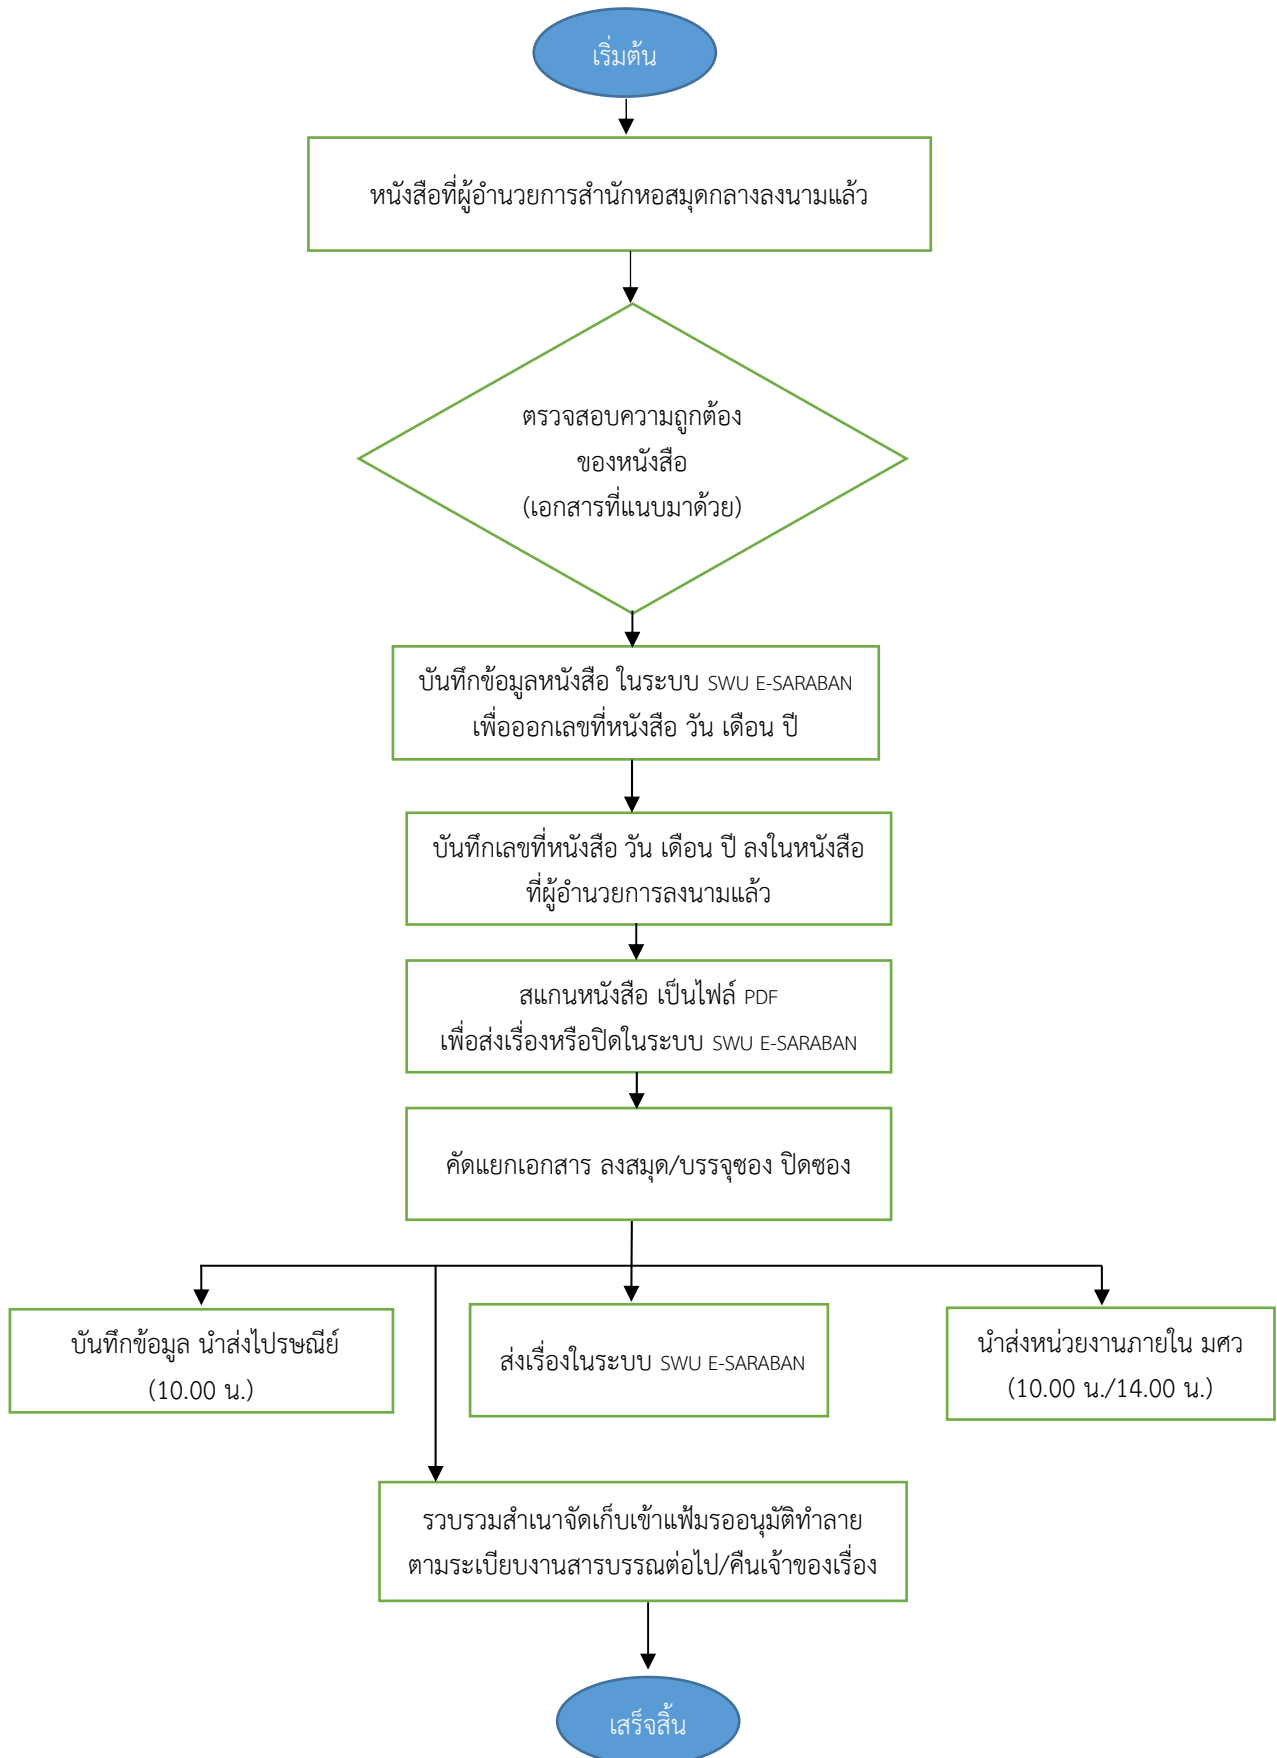 เริ่มต้น
หนังสือที่ผู้อำนวยการสำนักหอสมุดกลางลงนามแล้ว
ตรวจสอบความถูกต้อง
ของหนังสือ
(เอกสารที่แนบมาด้วย)
บันทึกข้อมูลหนังสือ ในระบบ SWU E-SARABAN
เพื่อออกเลขที่หนังสือ วัน เดือน ปี
บันทึกเลขที่หนังสือ วัน เดือน ปี ลงในหนังสือ
ที่ผู้อำนวยการลงนามแล้ว
สแกนหนังสือ เป็นไฟล์ PDF
เพื่อส่งเรื่องหรือปิดในระบบ SWU E-SARABAN
คัดแยกเอกสาร ลงสมุด/บรรจุซอง ปิดซอง
บันทึกข้อมูล นำส่งไปรษณีย์
(10.00 น.)
ส่งเรื่องในระบบ SWU E-SARABAN
นำส่งหน่วยงานภายใน มศว
(10.00 น./14.00 น.)
รวบรวมสำเนาจัดเก็บเข้าแฟ้มรออนุมัติทำลาย
ตามระเบียบงานสารบรรณต่อไป/คืนเจ้าของเรื่อง
เสร็จสิ้น